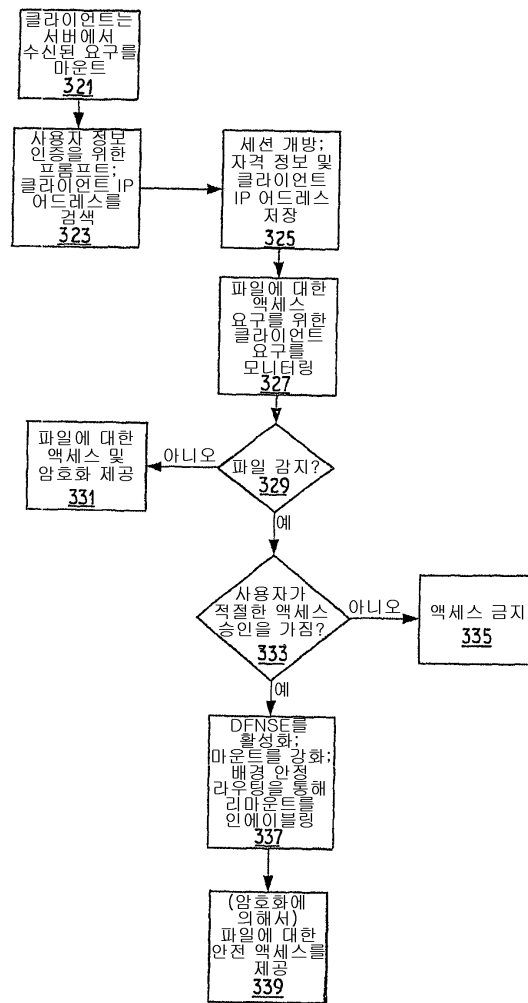 클라이언트는
서버에서
수신된 요구를
마운트
321
사용자 정보
인증을 위한
프롬프트;
클라이언트 IP
어드레스를
검색
323
세션 개방;
자격 정보 및
클라이언트
IP 어드레스
저장
325
파일에 대한
액세스
요구를 위한
클라이언트
요구를
모니터링
327
파일 감지?
329
아니오
파일에 대한
액세스 및
암호화 제공
331
예
사용자가
적절한 액세스
승인을 가짐?
333
아니오
액세스 금지
335
예
DFNSE를
활성화;
마운트를 강화;
배경 안정
라우팅을 통해
리마운트를
인에이블링
337
(암호화에
의해서)
파일에 대한
안전 액세스를
제공
339